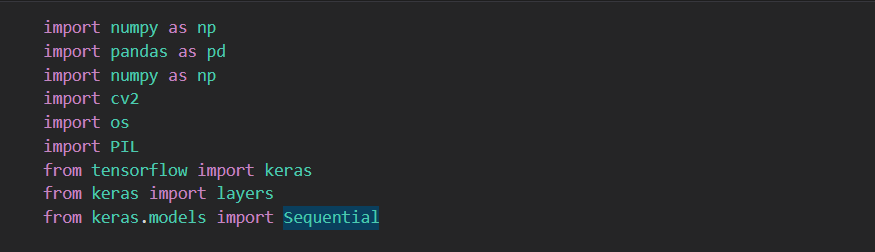 import numpy as np
import pandas as pd
import numpy as np
import cv2
import os
import PIL
from tensorflow import keras
from keras import layers
from keras.models import Sequential